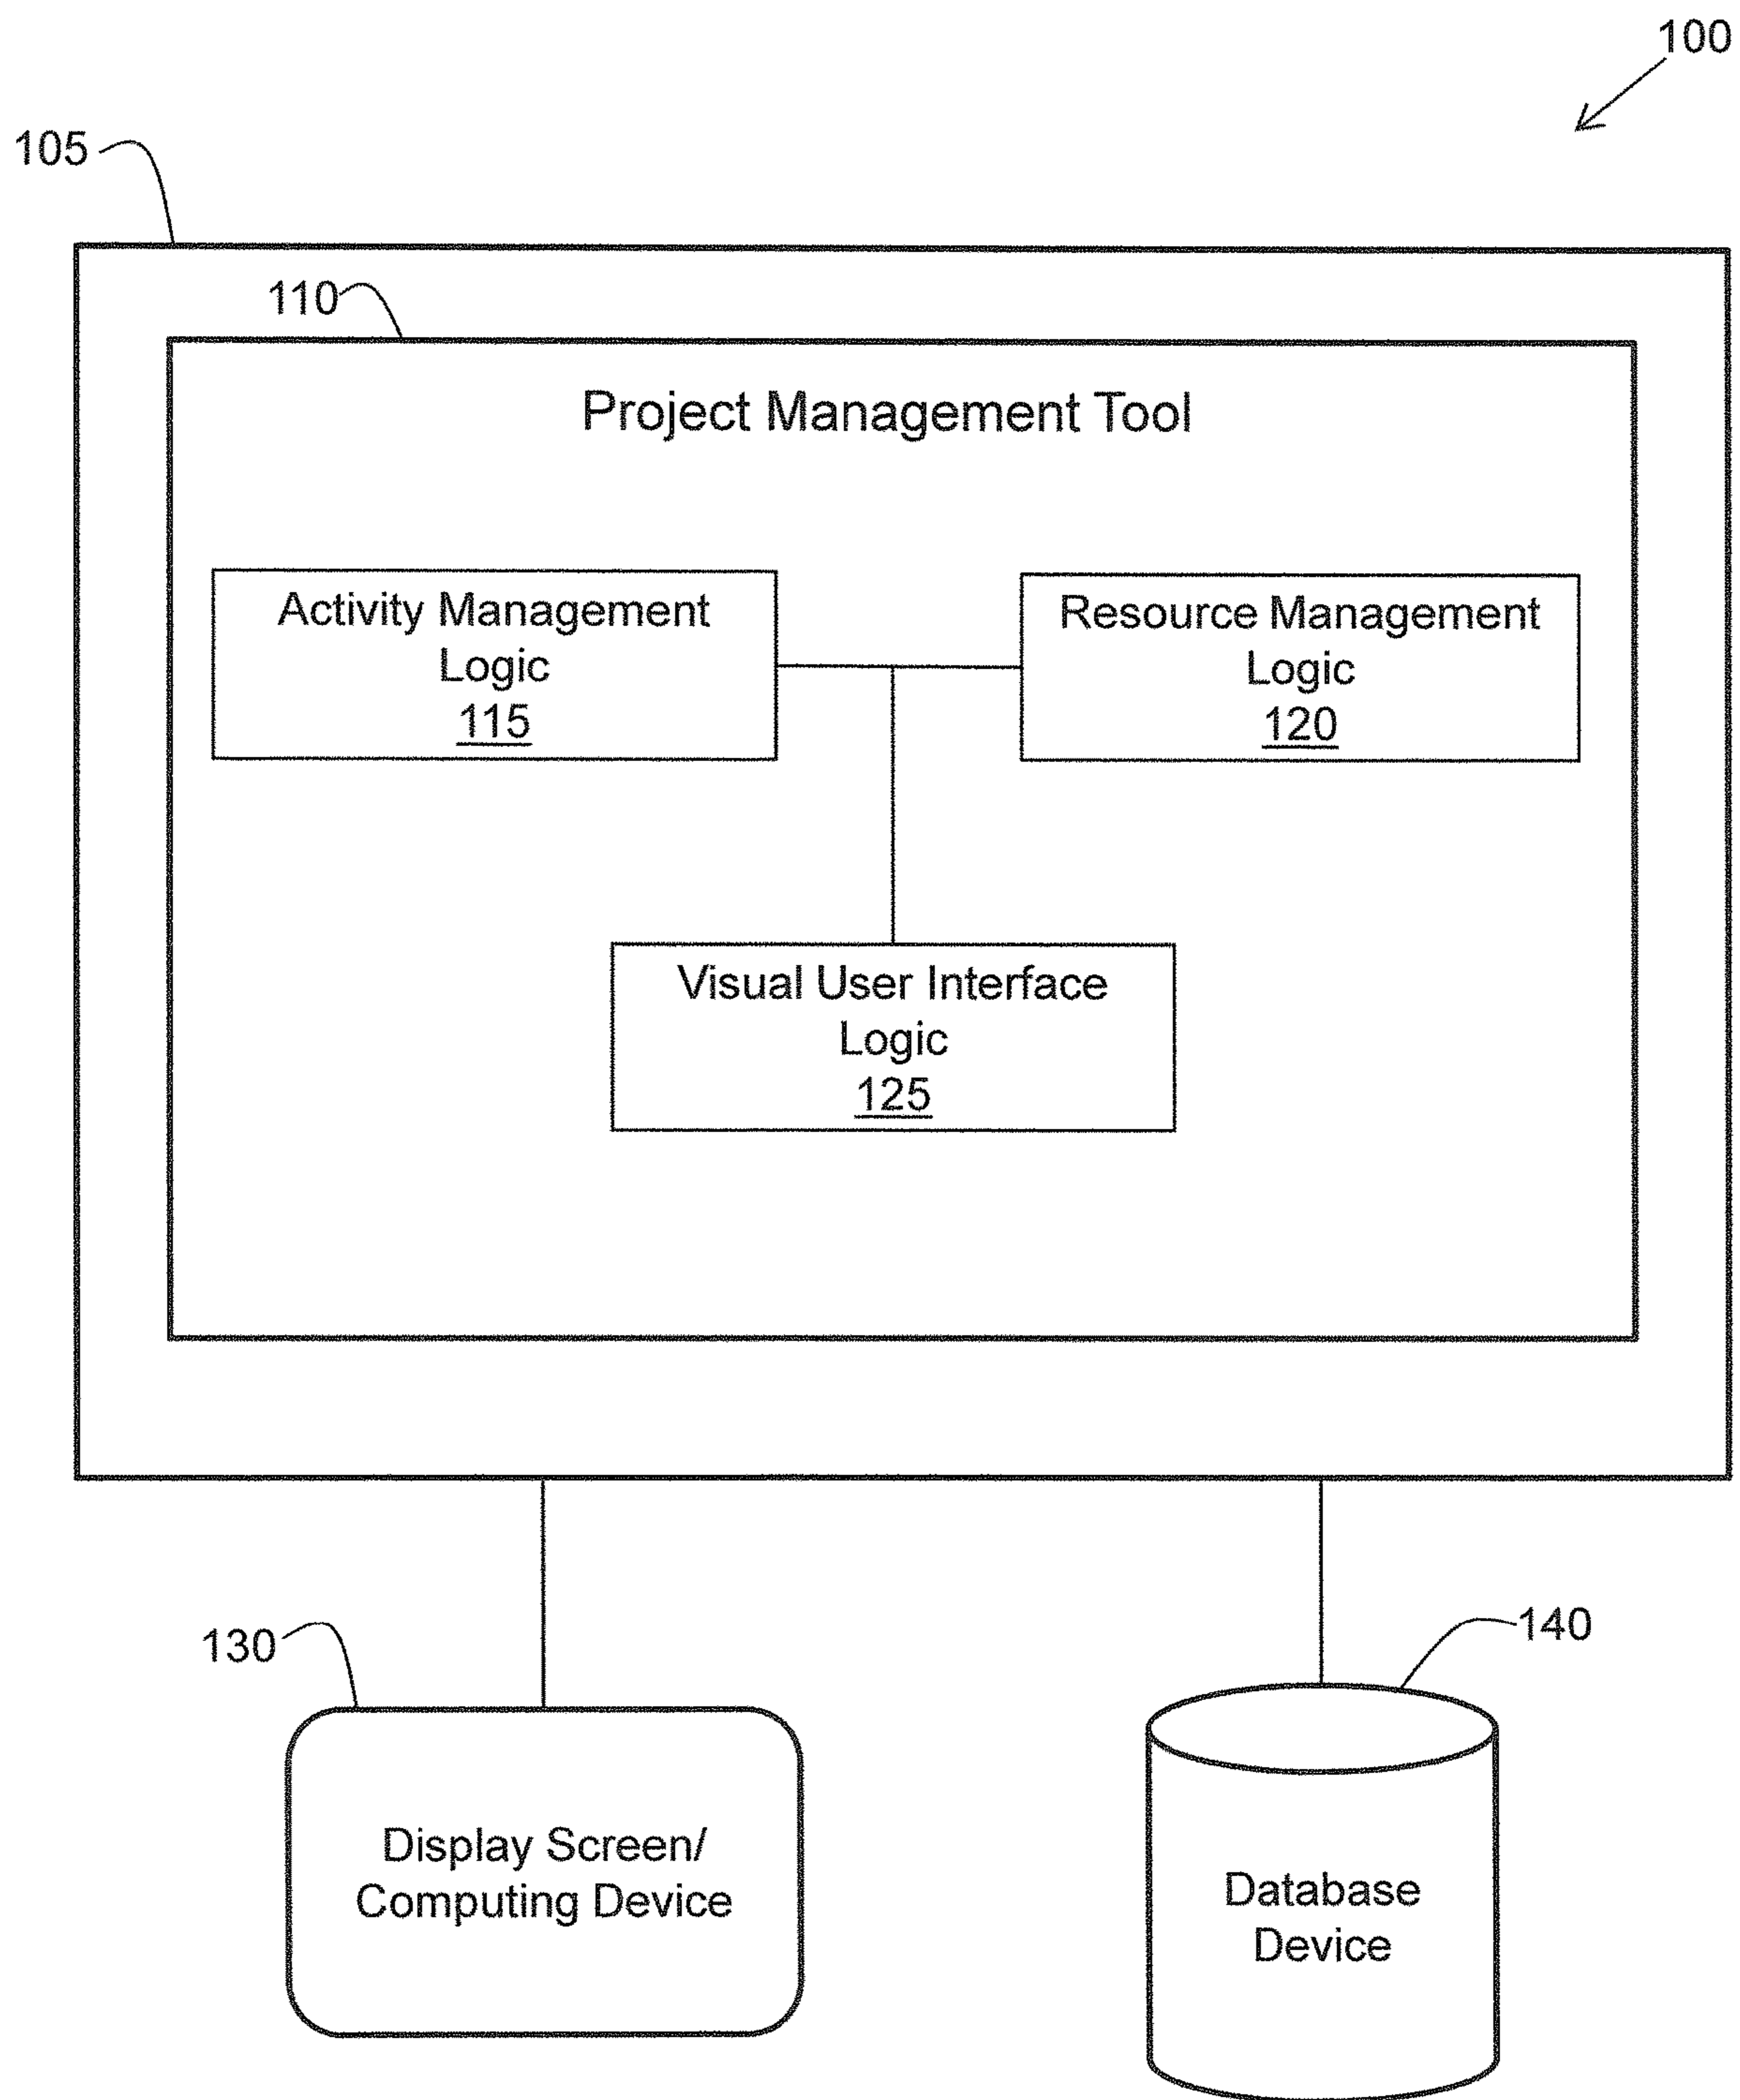 100
105
110
Project Management Tool
Activity Management
Logic
115
Resource Management
Logic
120
Visual User Interface
Logic
125
130
140
Display Screen/
Computing Device
Database
Device